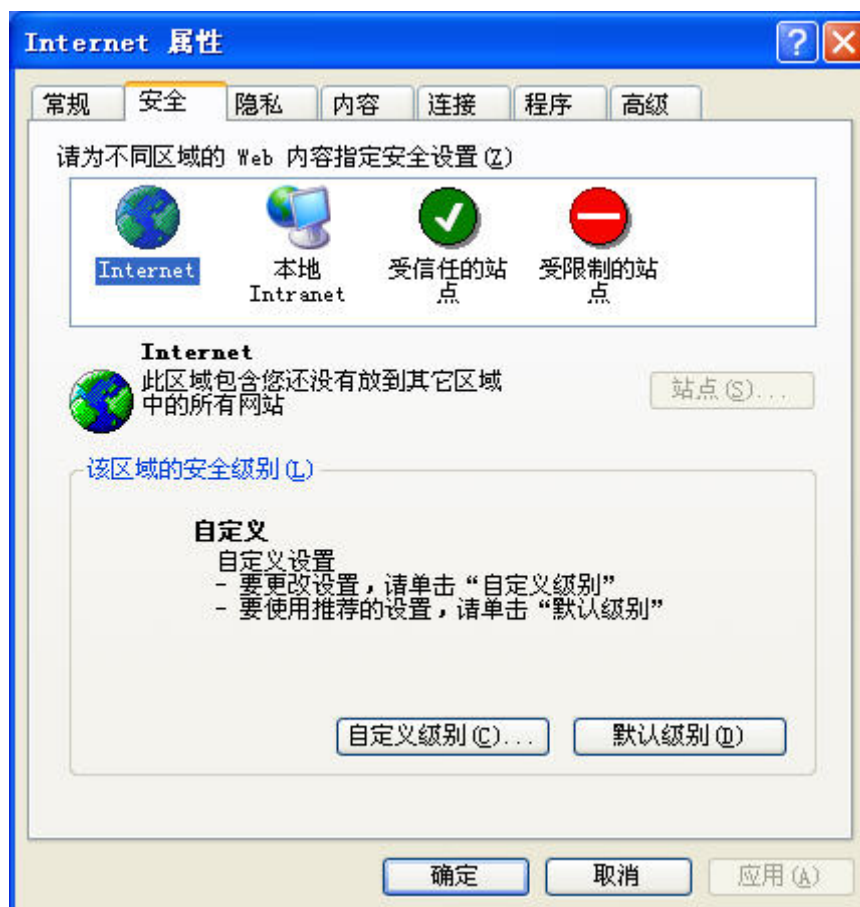 Internet 属性
常规 安全 隐私 内容 连接 程序 高级
请为不同区域的 Web 内容指定安全设置(Z)
Internet 本地 Intranet 受信任的站点 受限制的站点
Internet
此区域包含您还没有放到其它区域
中的所有网站
站点(S)...
该区域的安全级别(L)
自定义
自定义设置
- 要更改设置，请单击“自定义级别”
- 要使用推荐的设置，请单击“默认级别”
自定义级别(C)... 默认级别(D)
确定 取消 应用(A)